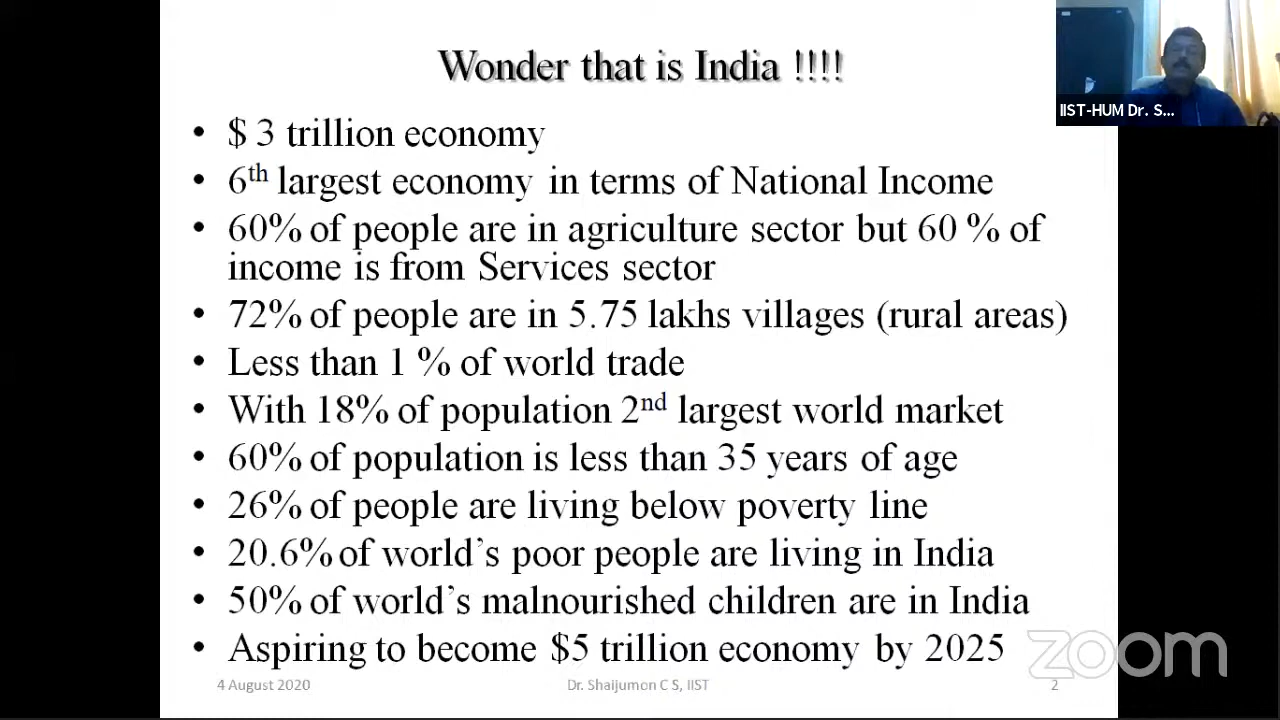 Wonder that is India !!!!
IIST-HUM Dr. S...
• $ 3 trillion economy
• 6th largest economy in terms of National Income
• 60% of people are in agriculture sector but 60 % of
income is from Services sector
• 72% of people are in 5.75 lakhs villages (rural areas)
• Less than 1 % of world trade
• With 18% of population 2nd largest world market
• 60% of population is less than 35 years of age
• 26% of people are living below poverty line
• 20.6% of world's poor people are living in India
• 50% of world's malnourished children are in India
• Aspiring to become $5 trillion economy by 2025
zoom
4 August 2020
Dr. Shaijumon C S, IIST
2